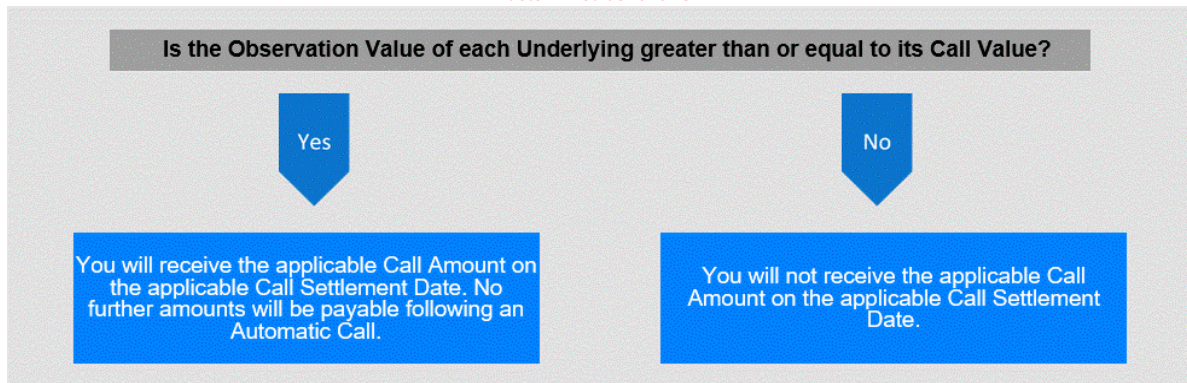 Is the Observation Value of each Underlying greater than or equal to its Call Value?
Yes
No
You will receive the applicable Call Amount on
the applicable Call Settlement Date. No
further amounts will be payable following an
Automatic Call.
You will not receive the applicable Call
Amount on the applicable Call Settlement
Date.